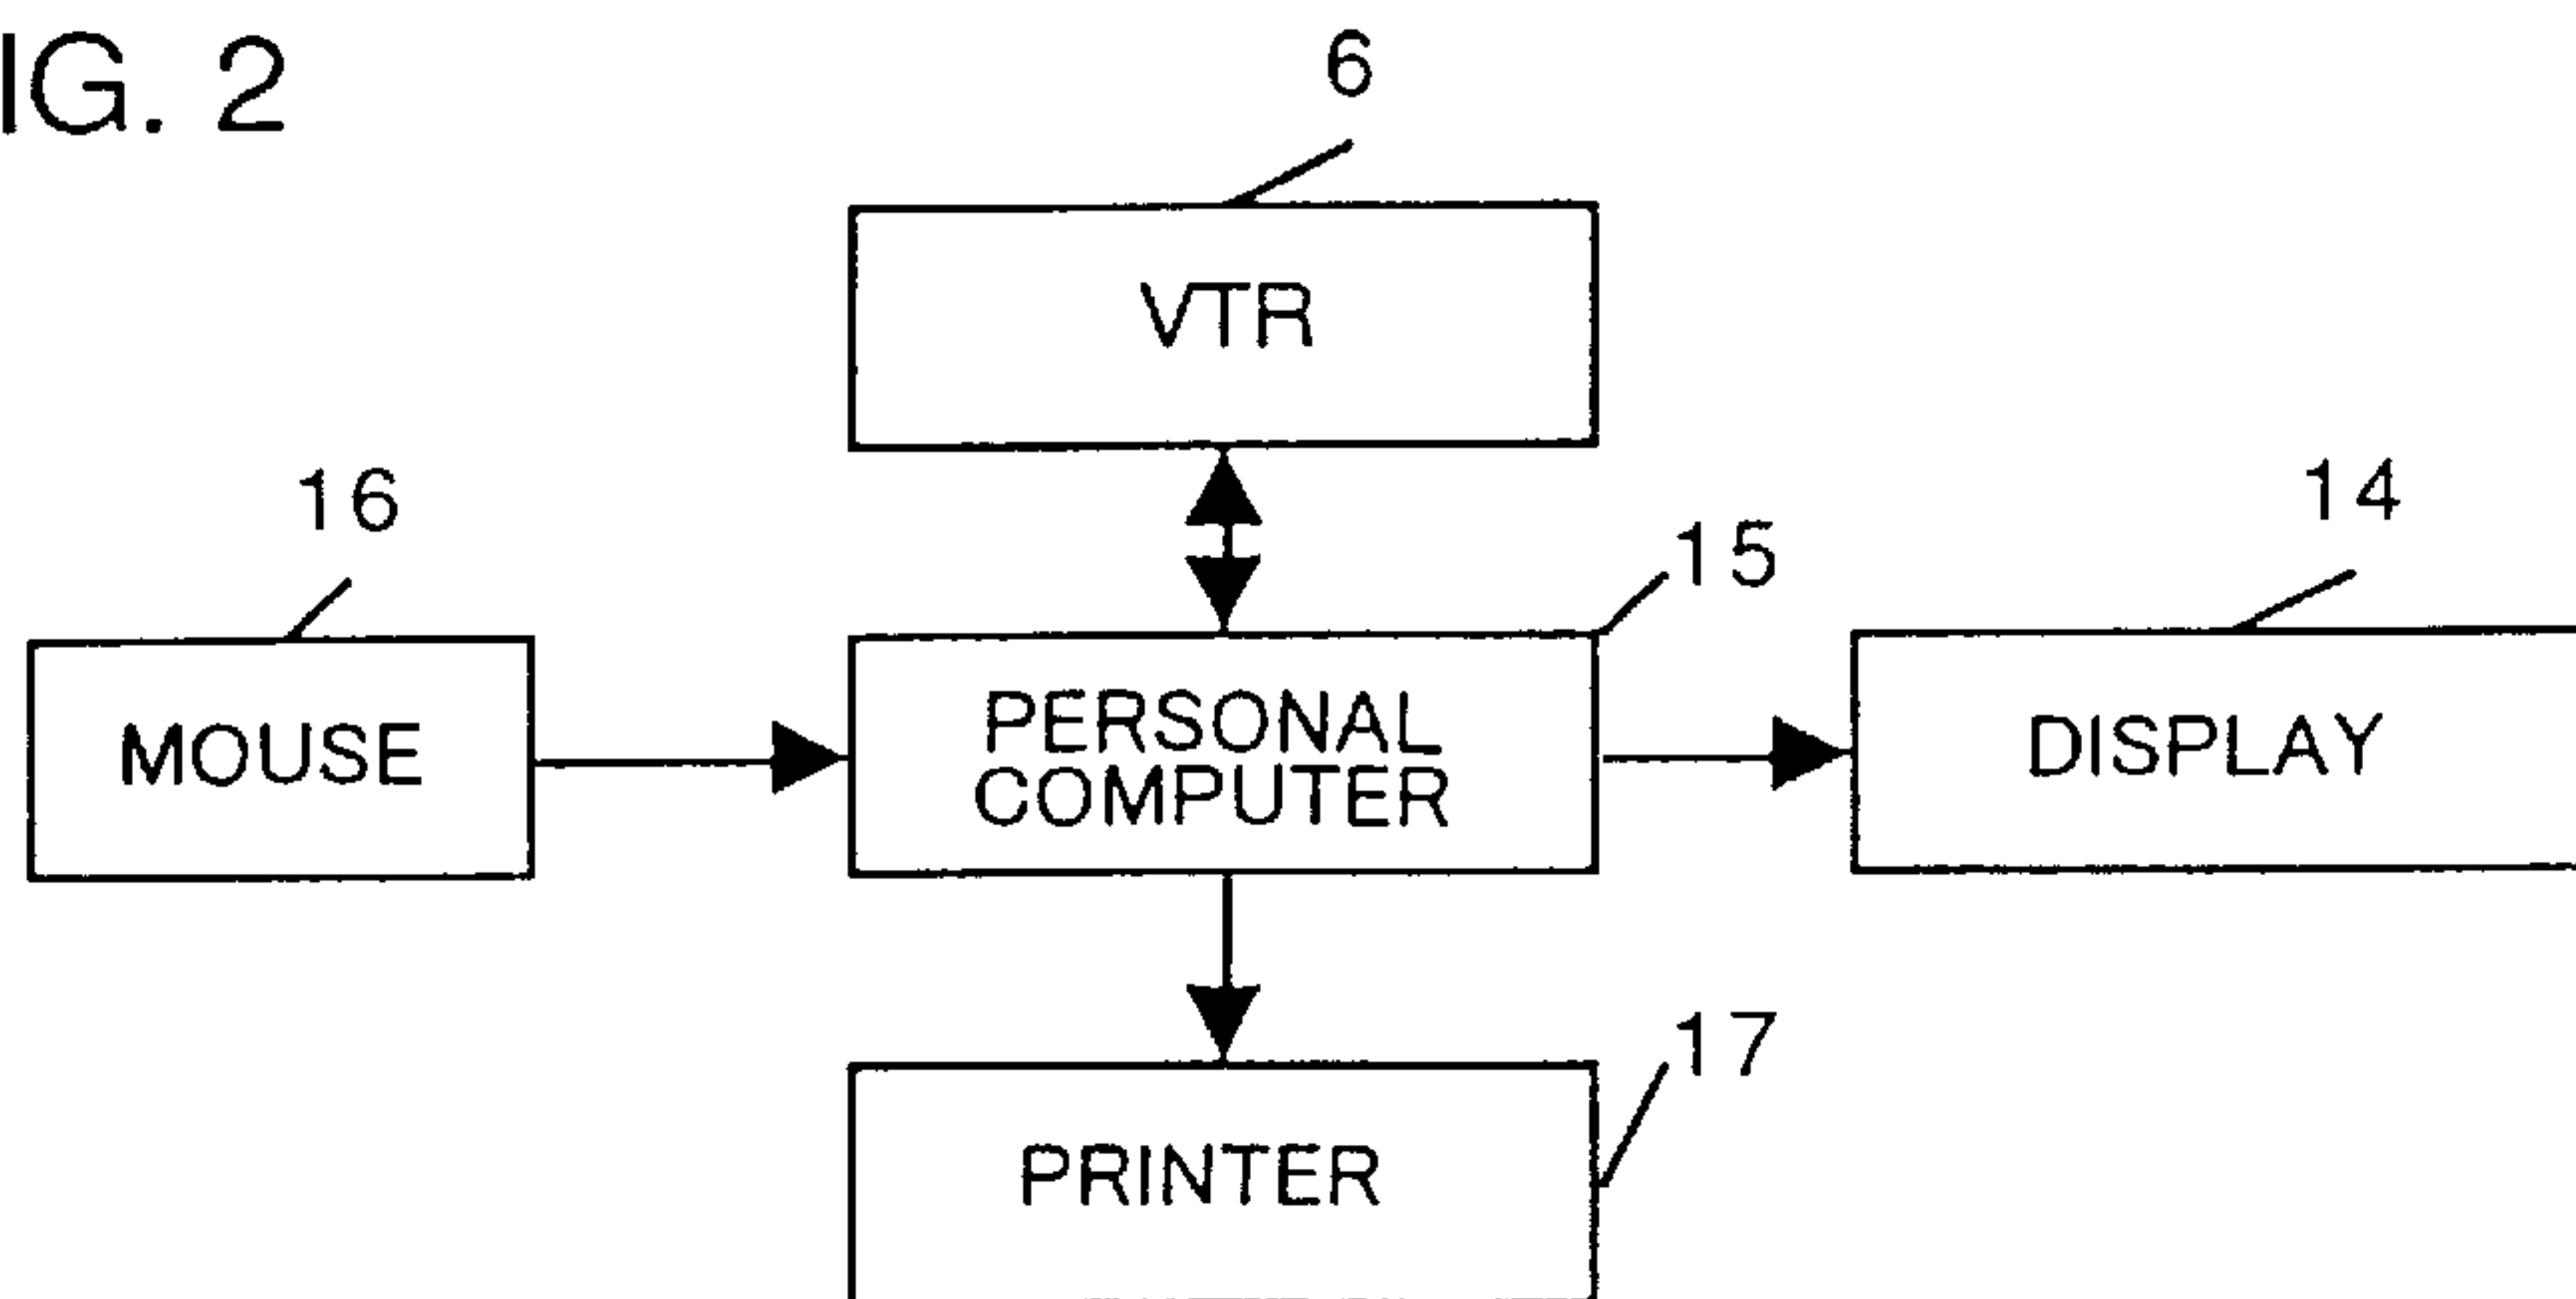 IG. 2
6
VTR
16
15
14
MOUSE
PERSONAL
COMPUTER
DISPLAY
17
PRINTER